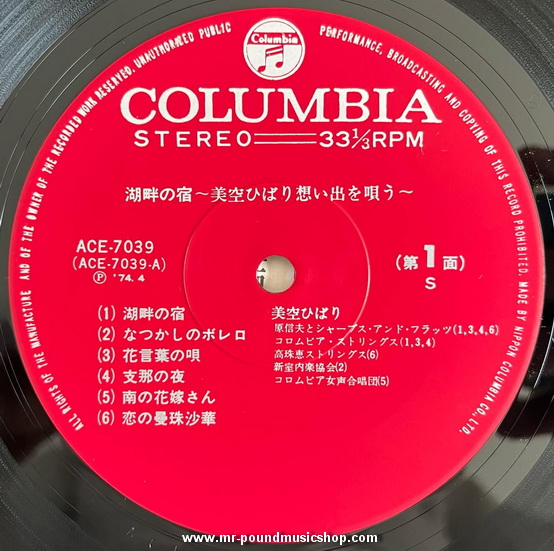 ALL RIGHTS OF THE MANUFACTURE AND OF THE OWNER OF THE RECORDED WORK RESERVED. UNAUTHORIZED PUBLIC PERFORMANCE, BROADCASTING AND COPYING OF THIS RECORD PROHIBITED. MADE BY NIPPON COLUMBIA CO., LTD.
Columbia
COLUMBIA
STEREO 33⅓RPM
湖畔の宿～美空ひばり想い出を唄う～
ACE-7039
(ACE-7039-A)
Ⓟ '74.4
(第1面)
S
(1) 湖畔の宿
(2) なつかしのボレロ
(3) 花言葉の唄
(4) 支那の夜
(5) 南の花嫁さん
(6) 恋の曼珠沙華
美空ひばり
原信夫とシャープス・アンド・フラッツ(1,3,4,6)
コロムビア・ストリングス(1,3,4)
高珠恵ストリングス(6)
新室内楽協会(2)
コロムビア女声合唱団(5)
www.mr-poundmusicshop.com